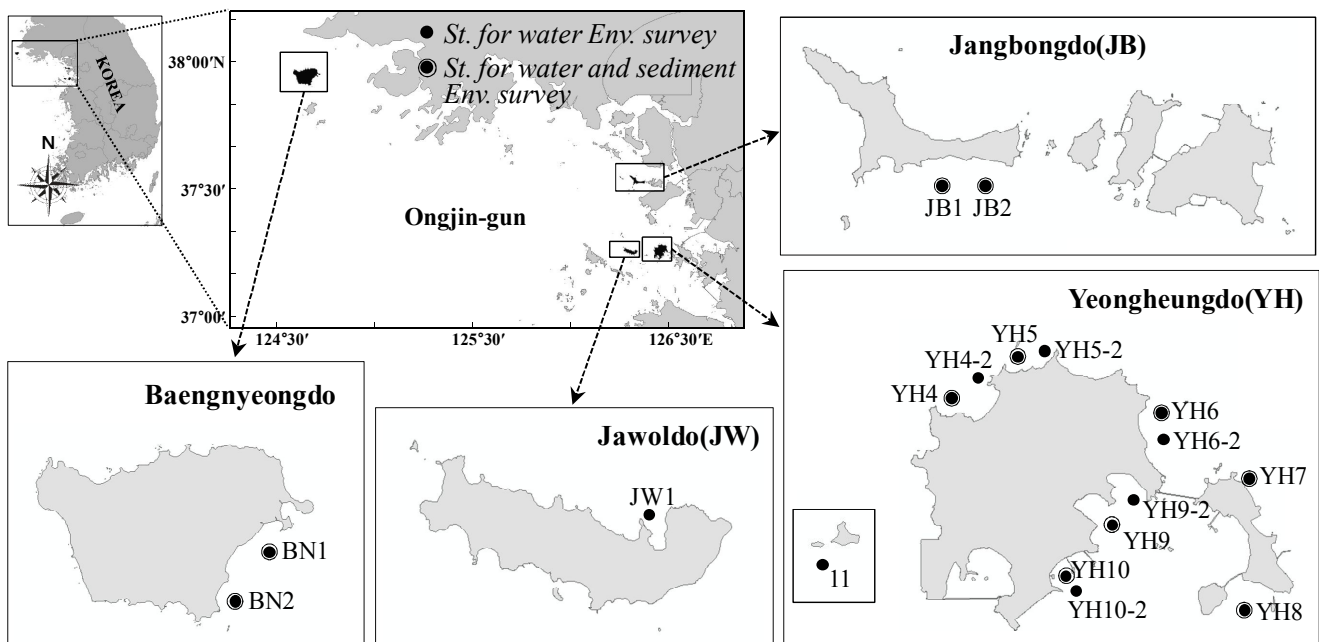 KOREA
N
38°00'N
37°50'
37°00'
124°30'
125°30'
126°30'E
St. for water Env. survey
St. for water and sediment
Env. survey
Ongjin-gun
Jangbongdo(JB)
JB1
JB2
Baengnyeongdo
BN1
BN2
Jawoldo(JW)
JW1
Yeongheungdo(YH)
YH5
YH5-2
YH4-2
YH4
YH6
YH6-2
YH7
YH9-2
YH9
YH10
YH10-2
YH8
11